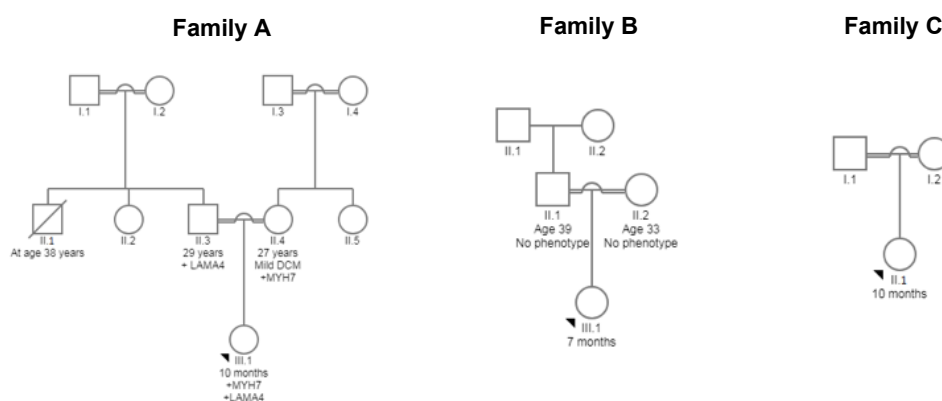 Family A
Family B
Family C
I.1
I.2
I.3
I.4
II.1
At age 38 years
II.2
II.3
29 years
+ LAMA4
II.4
27 years
Mild DCM
+MYH7
II.5
III.1
10 months
+MYH7
+LAMA4
II.1
II.2
II.1
Age 39
No phenotype
II.2
Age 33
No phenotype
III.1
7 months
I.1
I.2
II.1
10 months